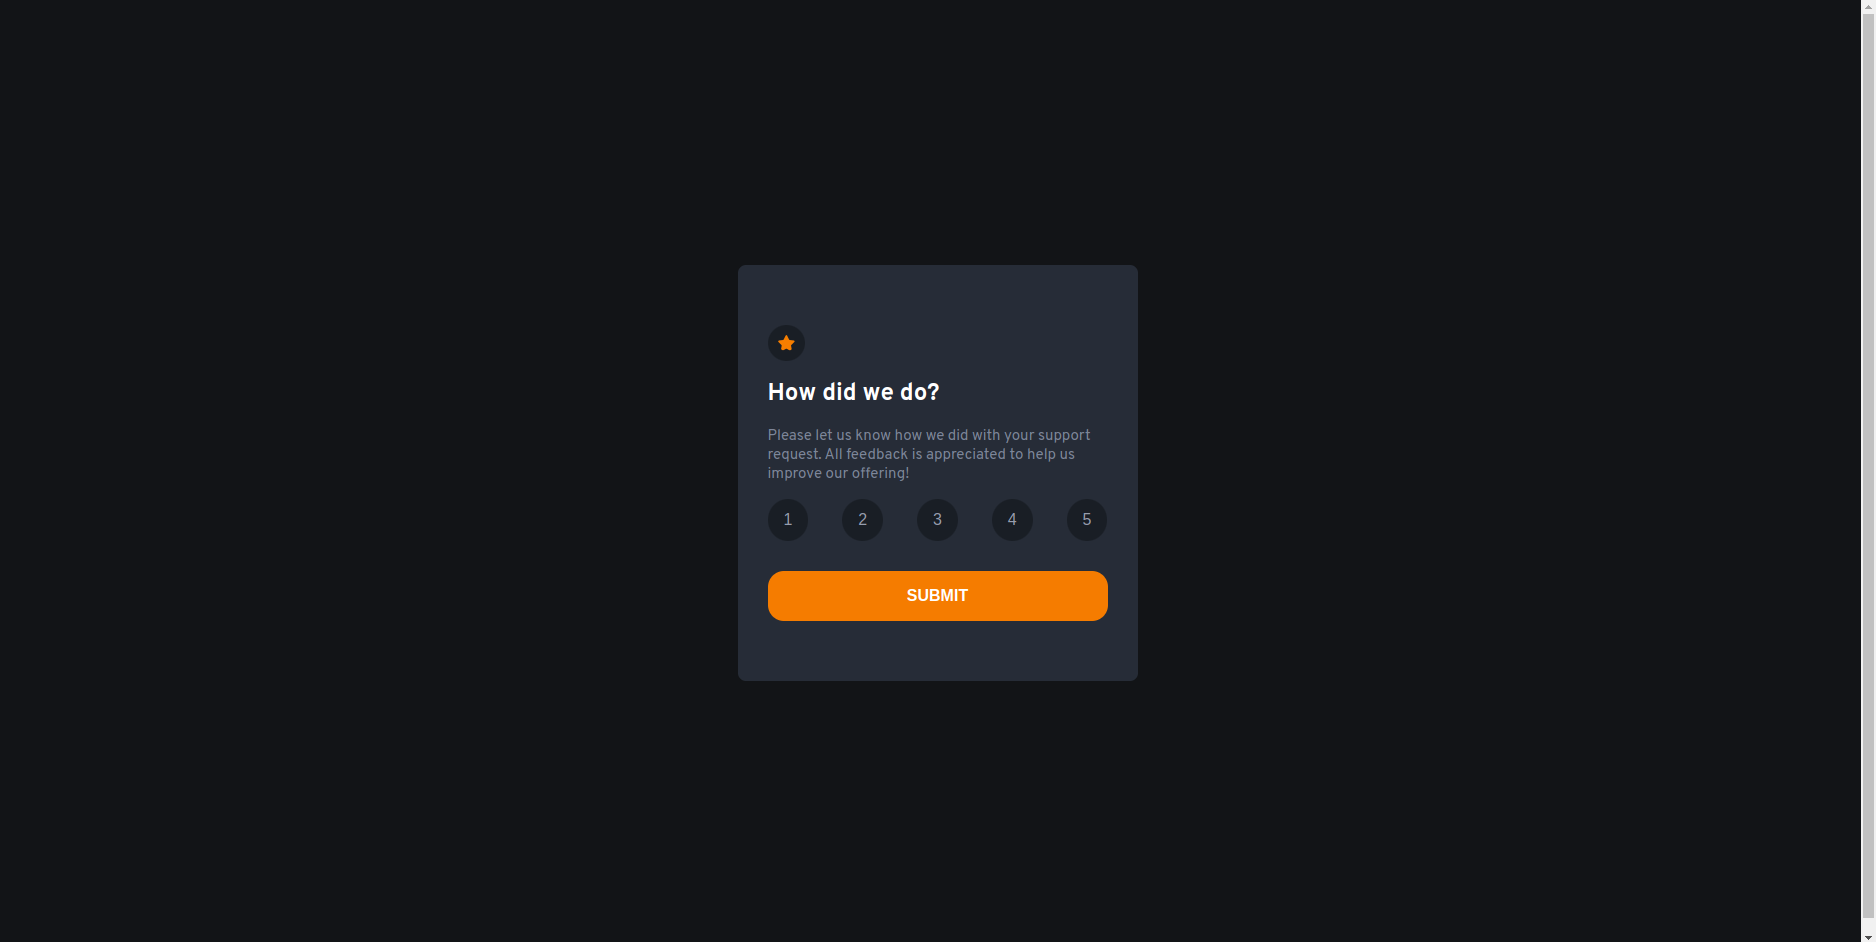 How did we do?
Please let us know how we did with your support
request. All feedback is appreciated to help us
improve our offering!
1 2 3 4 5
SUBMIT